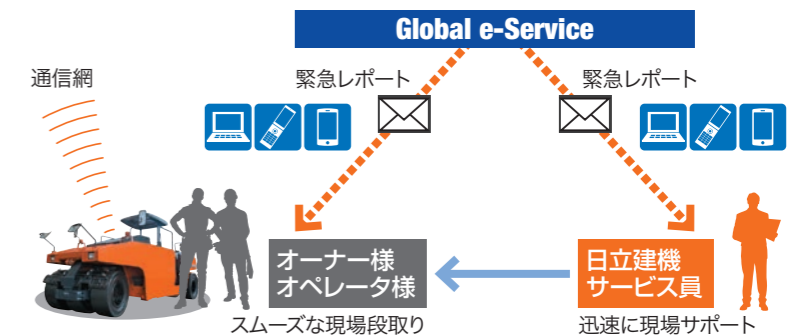 Global e-Service
通信網
緊急レポート
緊急レポート
オーナー様
オペレータ様
日立建機
サービス員
スムーズな現場段取り
迅速に現場サポート